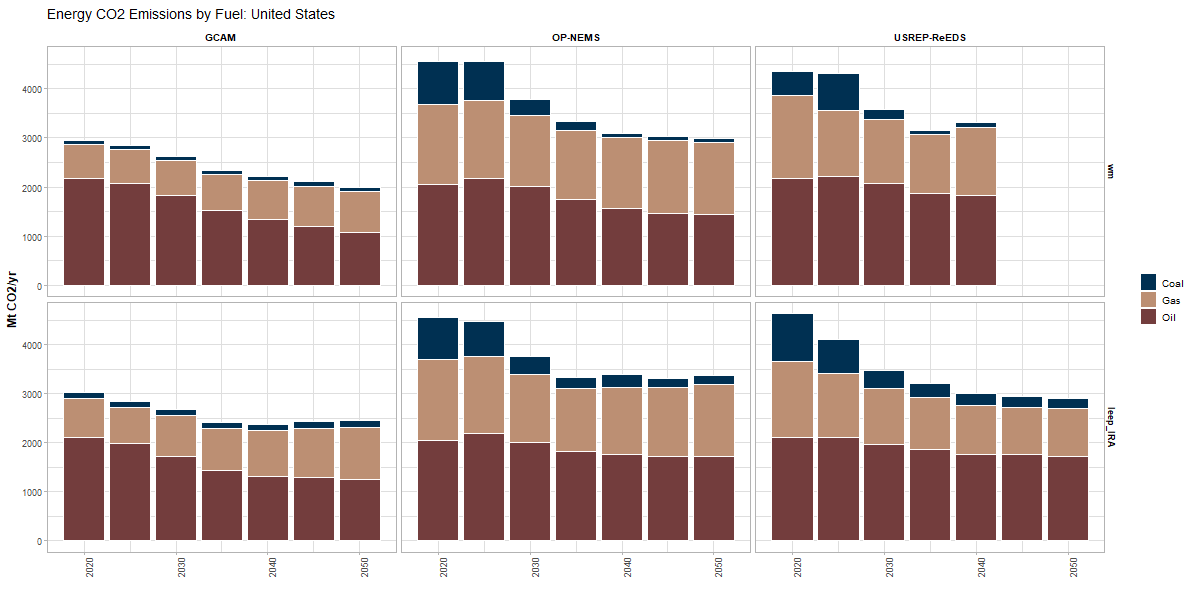 Energy CO2 Emissions by Fuel: United States
GCAM
OP-NEMS
USREP-ReEDS
Mt CO2/yr
4000
3000
2000
1000
0
wm
4000
3000
2000
1000
0
leep_IRA
2020
2030
2040
2050
2020
2030
2040
2050
2020
2030
2040
2050
Coal
Gas
Oil